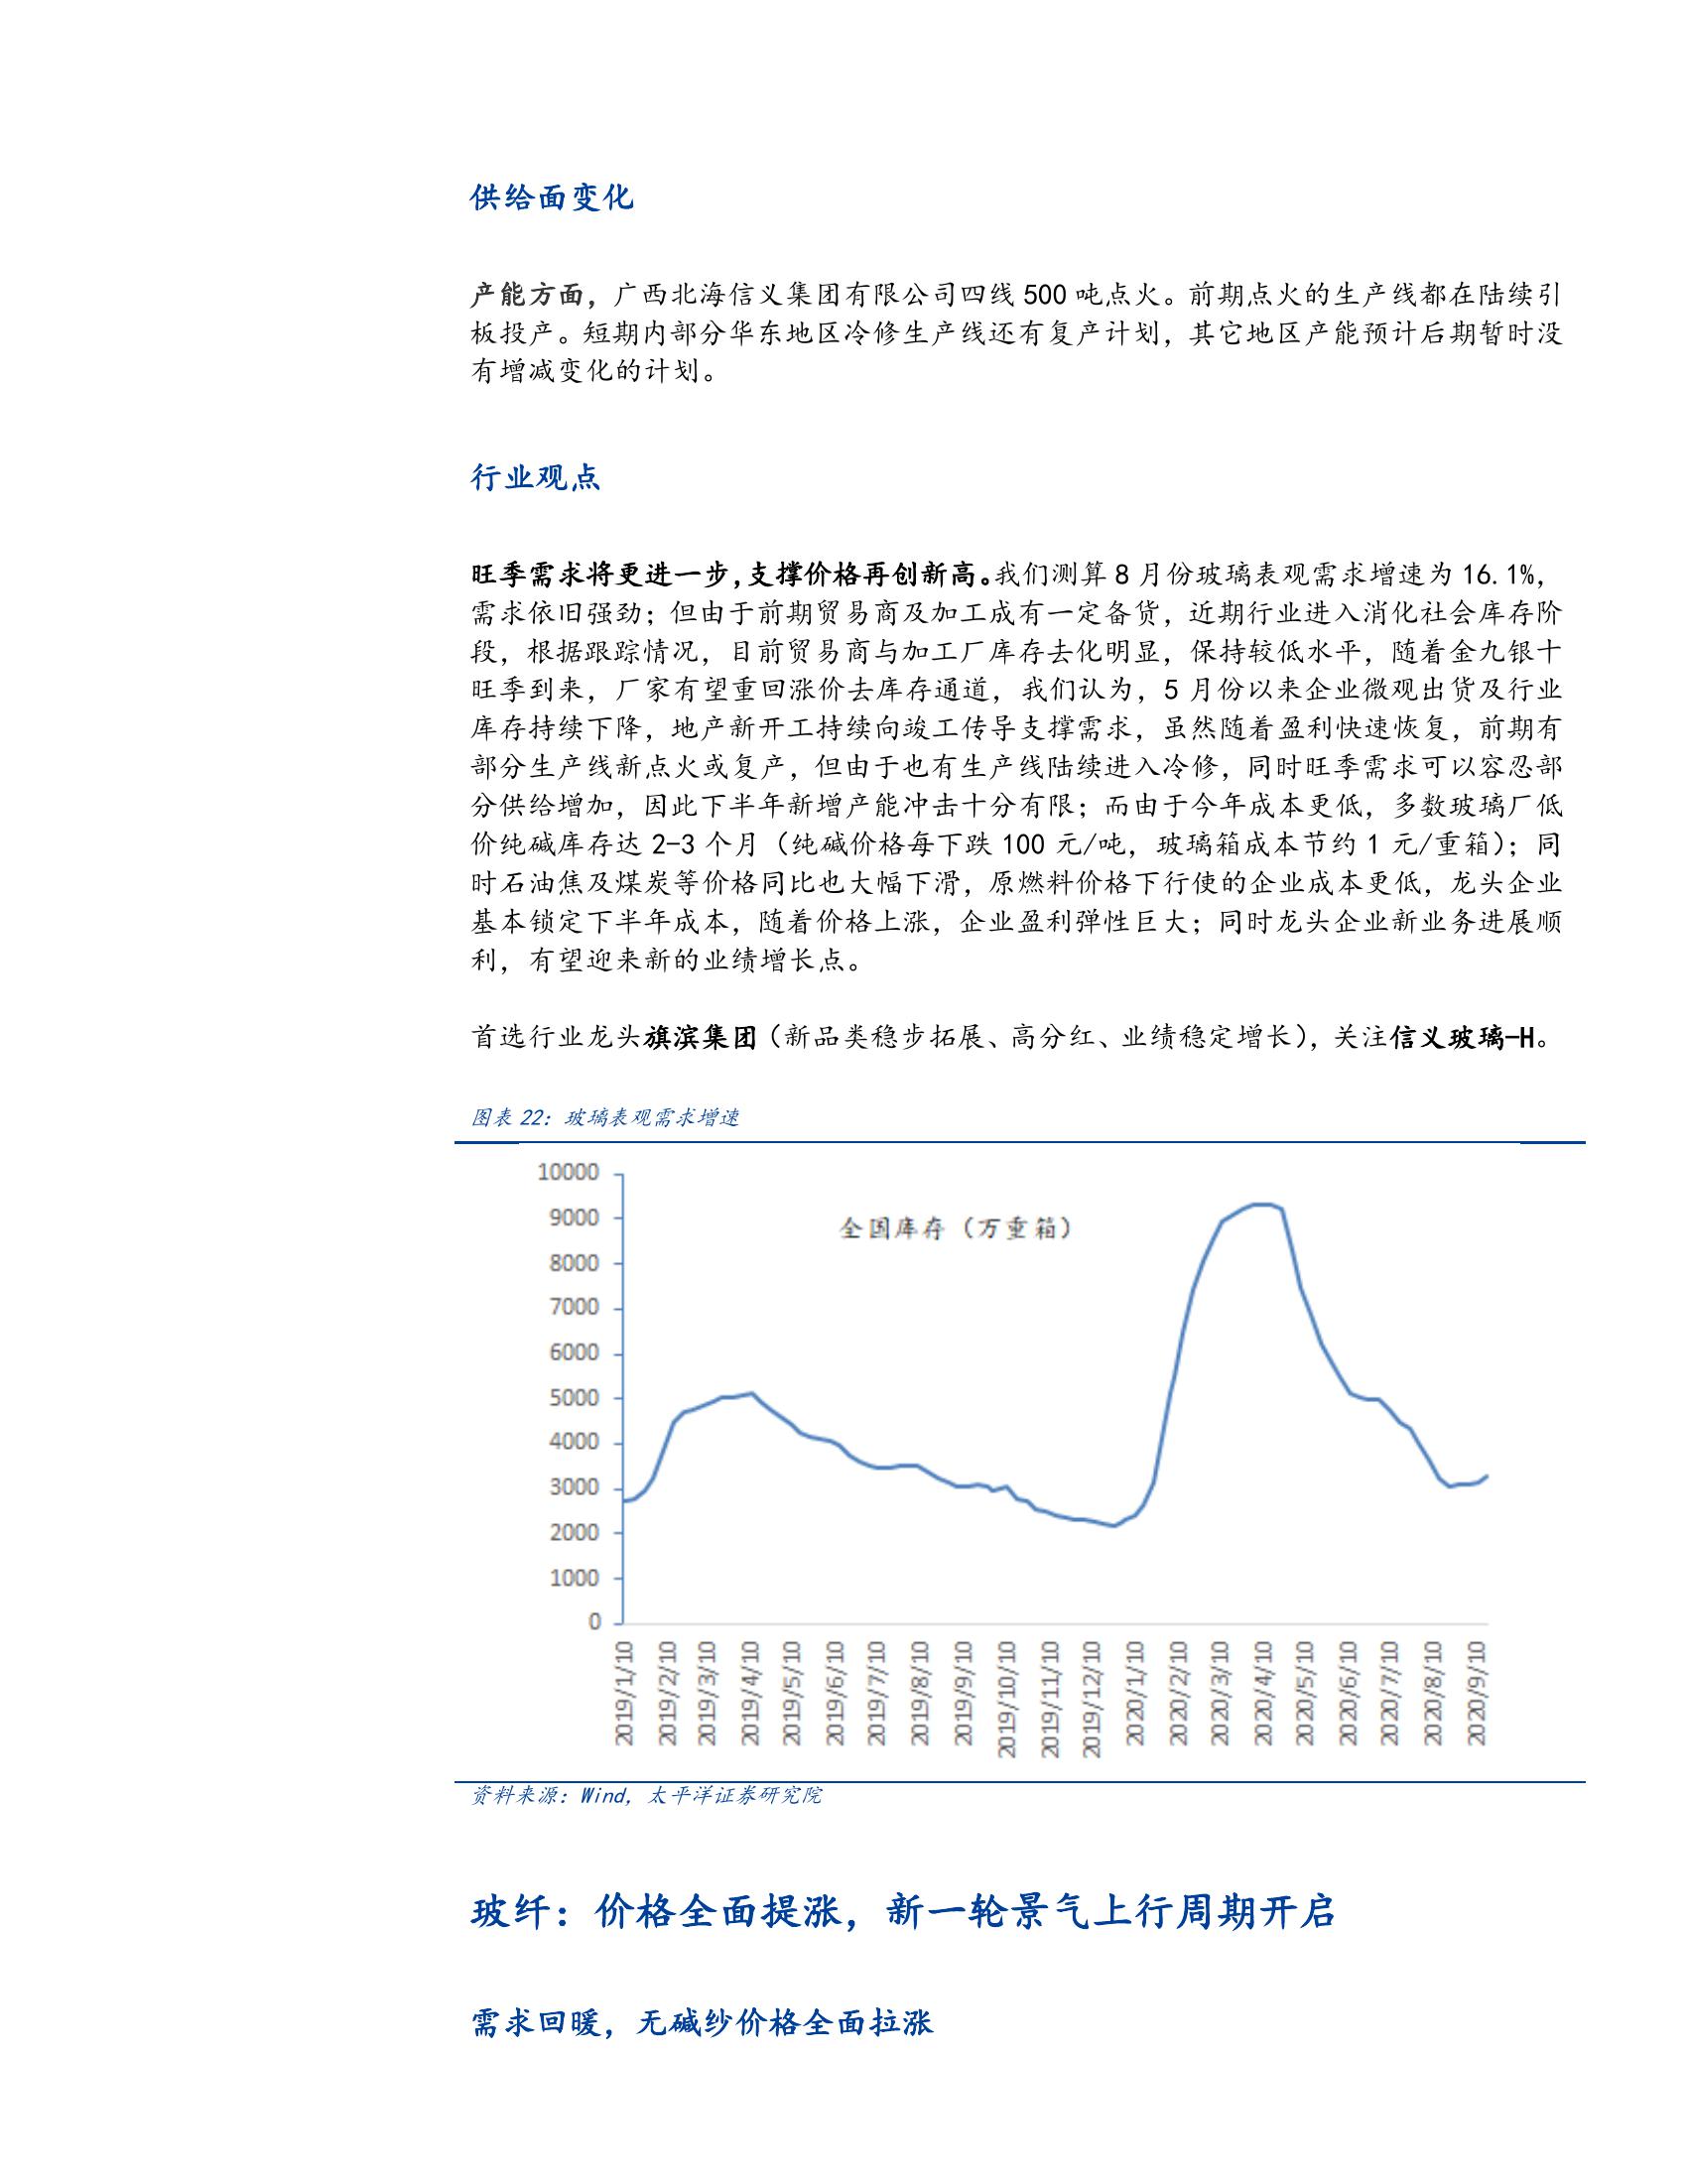 供给面变化
产能方面，广西北海信义集团有限公司四线 500 吨点火。前期点火的生产线都在陆续引
板投产。短期内部分华东地区冷修生产线还有复产计划，其它地区产能预计后期暂时没
有增减变化的计划。
行业观点
旺季需求将更进一步,支撑价格再创新高。我们测算 8 月份玻璃表观需求增速为 16.1%，
需求依旧强劲；但由于前期贸易商及加工成有一定备货，近期行业进入消化社会库存阶
段，根据跟踪情况，目前贸易商与加工厂库存去化明显，保持较低水平，随着金九银十
旺季到来，厂家有望重回涨价去库存通道，我们认为，5 月份以来企业微观出货及行业
库存持续下降，地产新开工持续向竣工传导支撑需求，虽然随着盈利快速恢复，前期有
部分生产线新点火或复产，但由于也有生产线陆续进入冷修，同时旺季需求可以容忍部
分供给增加，因此下半年新增产能冲击十分有限；而由于今年成本更低，多数玻璃厂低
价纯碱库存达 2-3 个月（纯碱价格每下跌 100 元/吨，玻璃箱成本节约 1 元/重箱）；同
时石油焦及煤炭等价格同比也大幅下滑，原燃料价格下行使的企业成本更低，龙头企业
基本锁定下半年成本，随着价格上涨，企业盈利弹性巨大；同时龙头企业新业务进展顺
利，有望迎来新的业绩增长点。
首选行业龙头旗滨集团（新品类稳步拓展、高分红、业绩稳定增长），关注信义玻璃-H。
图表 22：玻璃表观需求增速
全国库存（万重箱）
10000
9000
8000
7000
6000
5000
4000
3000
2000
1000
0
2019/1/10
2019/2/10
2019/3/10
2019/4/10
2019/5/10
2019/6/10
2019/7/10
2019/8/10
2019/9/10
2019/10/10
2019/11/10
2019/12/10
2020/1/10
2020/2/10
2020/3/10
2020/4/10
2020/5/10
2020/6/10
2020/7/10
2020/8/10
2020/9/10
资料来源：Wind，太平洋证券研究院
玻纤：价格全面提涨，新一轮景气上行周期开启
需求回暖，无碱纱价格全面拉涨